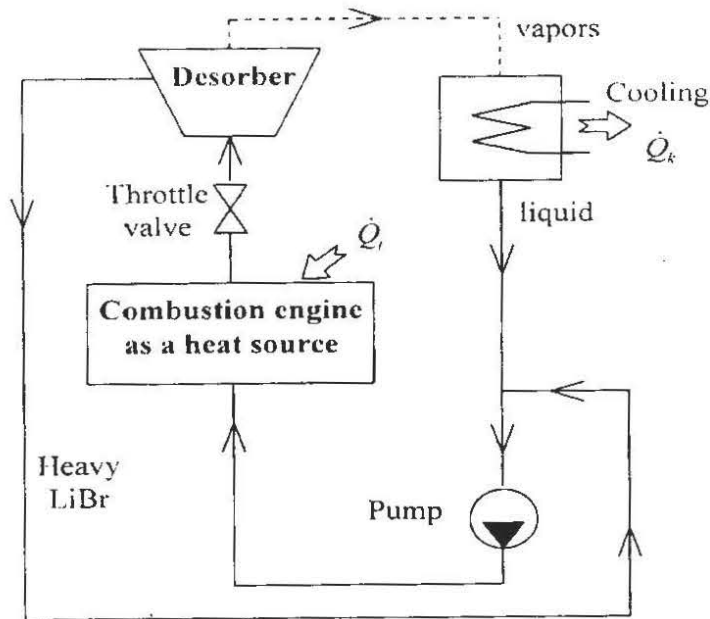 vapors
Desorber
Cooling
Q̇ₖ
Throttle
valve
liquid
Q̇ₜ
Combustion engine
as a heat source
Heavy
LiBr
Pump